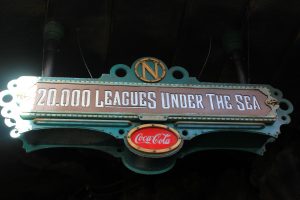 N
20,000 LEAGUES UNDER THE SEA
Coca-Cola